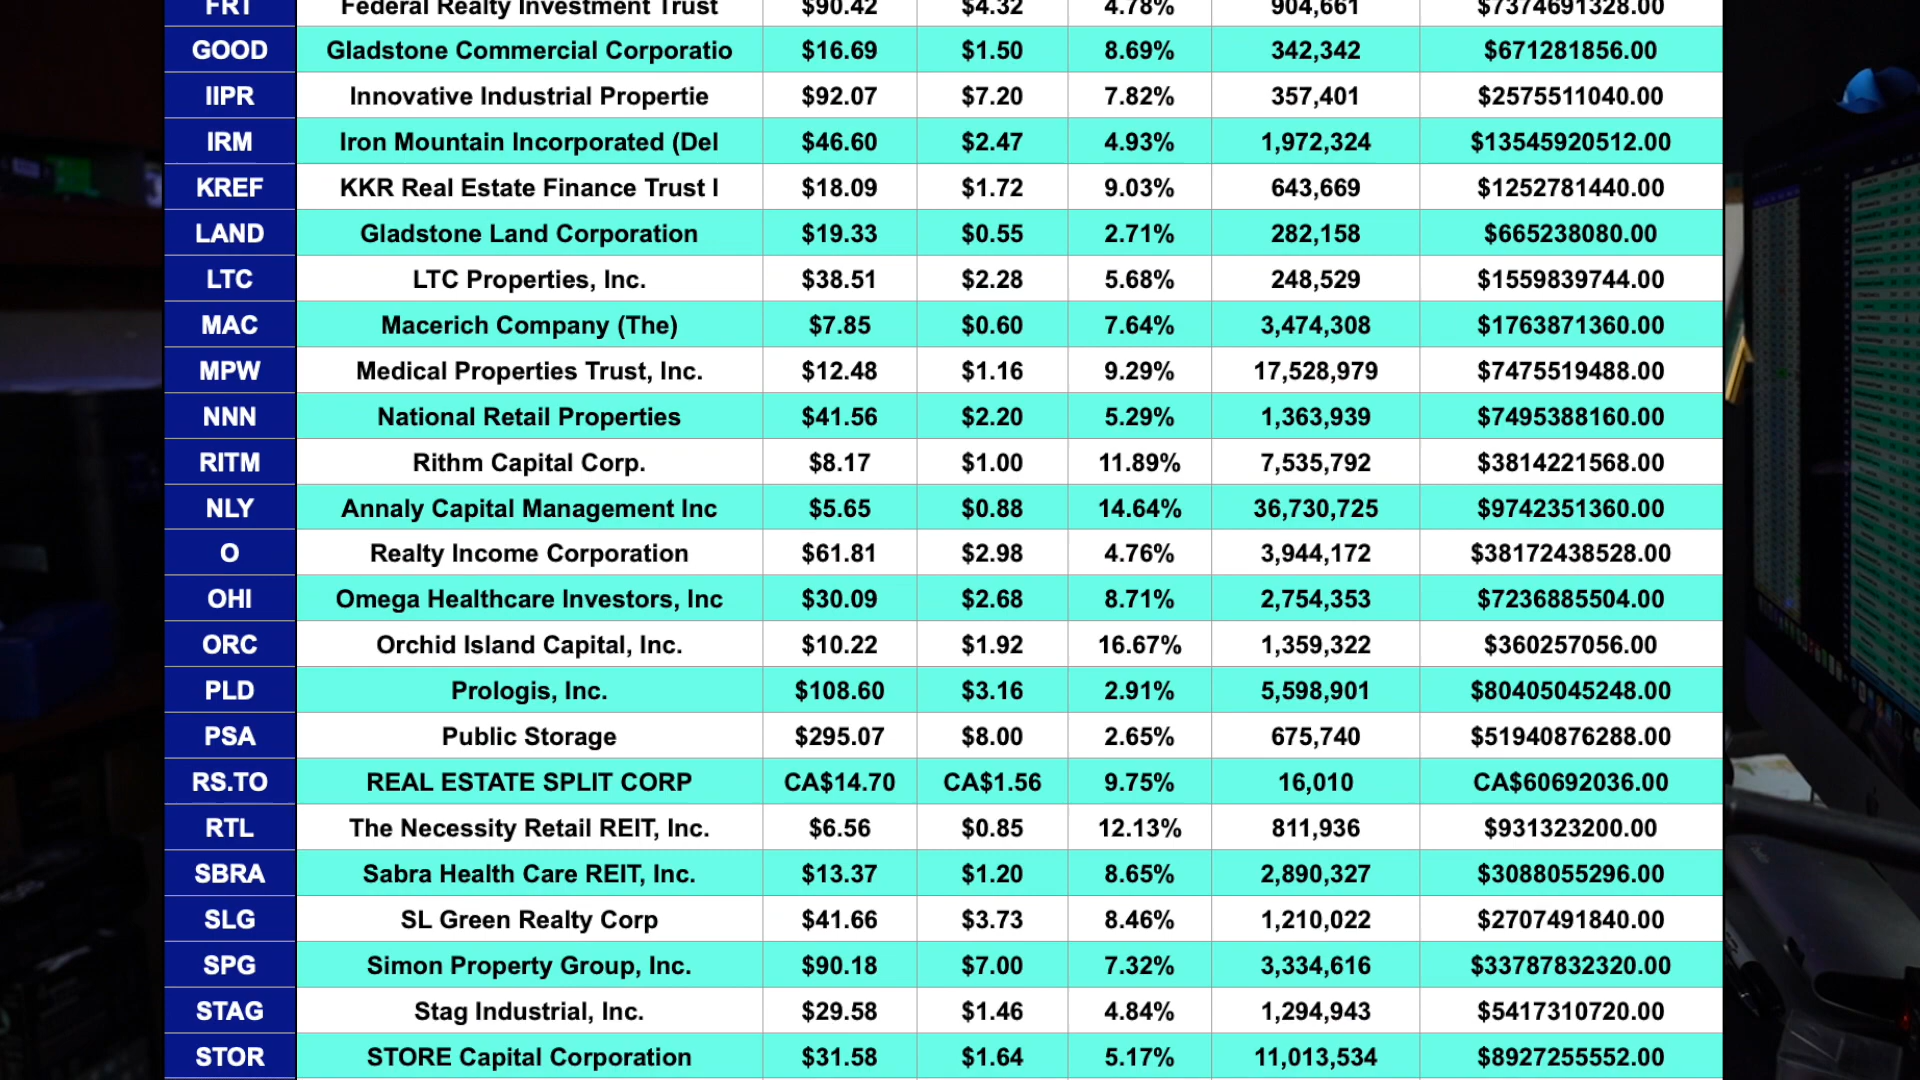 FRT Federal Realty Investment Trust $90.42 $4.32 4.78% 904,661 $7374691328.00
GOOD Gladstone Commercial Corporatio $16.69 $1.50 8.69% 342,342 $671281856.00
IIPR Innovative Industrial Propertie $92.07 $7.20 7.82% 357,401 $2575511040.00
IRM Iron Mountain Incorporated (Del $46.60 $2.47 4.93% 1,972,324 $13545920512.00
KREF KKR Real Estate Finance Trust I $18.09 $1.72 9.03% 643,669 $1252781440.00
LAND Gladstone Land Corporation $19.33 $0.55 2.71% 282,158 $665238080.00
LTC LTC Properties, Inc. $38.51 $2.28 5.68% 248,529 $1559839744.00
MAC Macerich Company (The) $7.85 $0.60 7.64% 3,474,308 $1763871360.00
MPW Medical Properties Trust, Inc. $12.48 $1.16 9.29% 17,528,979 $7475519488.00
NNN National Retail Properties $41.56 $2.20 5.29% 1,363,939 $7495388160.00
RITM Rithm Capital Corp. $8.17 $1.00 11.89% 7,535,792 $3814221568.00
NLY Annaly Capital Management Inc $5.65 $0.88 14.64% 36,730,725 $9742351360.00
O Realty Income Corporation $61.81 $2.98 4.76% 3,944,172 $38172438528.00
OHI Omega Healthcare Investors, Inc $30.09 $2.68 8.71% 2,754,353 $7236885504.00
ORC Orchid Island Capital, Inc. $10.22 $1.92 16.67% 1,359,322 $360257056.00
PLD Prologis, Inc. $108.60 $3.16 2.91% 5,598,901 $80405045248.00
PSA Public Storage $295.07 $8.00 2.65% 675,740 $51940876288.00
RS.TO REAL ESTATE SPLIT CORP CA$14.70 CA$1.56 9.75% 16,010 CA$60692036.00
RTL The Necessity Retail REIT, Inc. $6.56 $0.85 12.13% 811,936 $931323200.00
SBRA Sabra Health Care REIT, Inc. $13.37 $1.20 8.65% 2,890,327 $3088055296.00
SLG SL Green Realty Corp $41.66 $3.73 8.46% 1,210,022 $2707491840.00
SPG Simon Property Group, Inc. $90.18 $7.00 7.32% 3,334,616 $33787832320.00
STAG Stag Industrial, Inc. $29.58 $1.46 4.84% 1,294,943 $5417310720.00
STOR STORE Capital Corporation $31.58 $1.64 5.17% 11,013,534 $8927255552.00